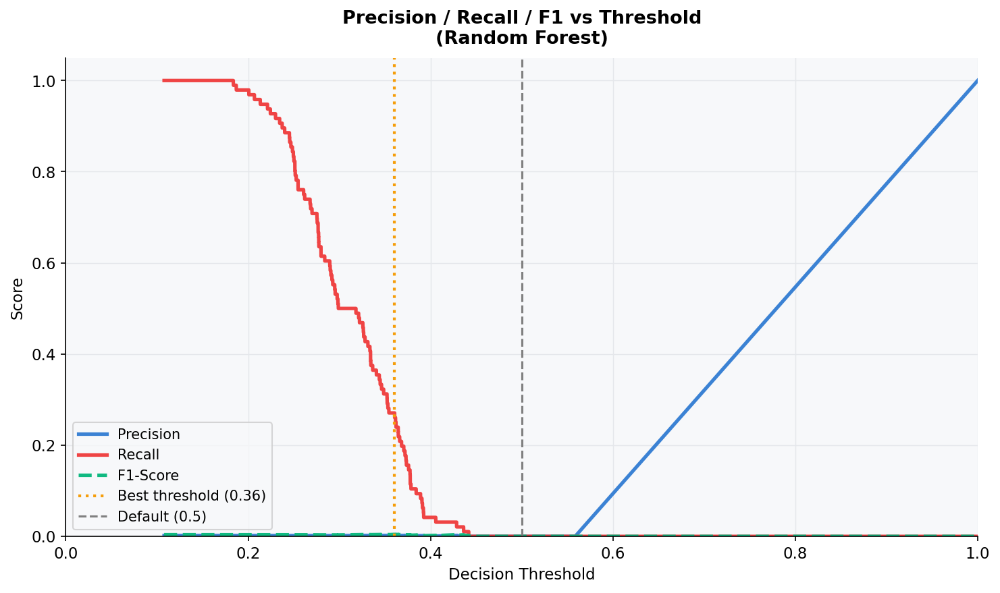 Precision / Recall / F1 vs Threshold
(Random Forest)
Score
1.0
0.8
0.6
0.4
0.2
0.0
Precision
Recall
F1-Score
Best threshold (0.36)
Default (0.5)
0.0 0.2 0.4 0.6 0.8 1.0
Decision Threshold